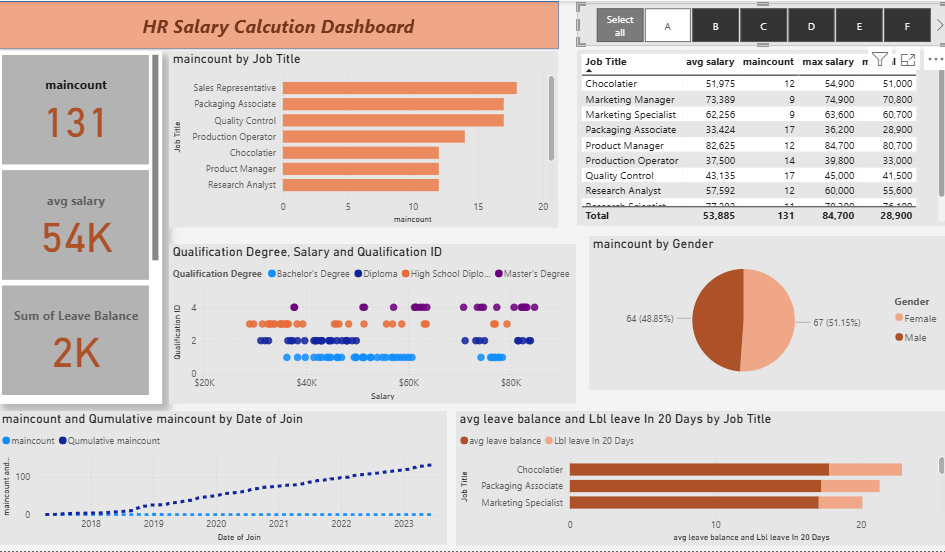 HR Salary Calcution Dashboard
Select all
A B C D E F
maincount
131
avg salary
54K
Sum of Leave Balance
2K
maincount by Job Title
Job Title
Sales Representative
Packaging Associate
Quality Control
Production Operator
Chocolatier
Product Manager
Research Analyst
0 5 10 15 20
maincount
Job Title avg salary maincount max salary
Chocolatier 51,975 12 54,900 51,000
Marketing Manager 73,389 9 74,900 70,800
Marketing Specialist 62,256 9 63,600 60,700
Packaging Associate 33,424 17 36,200 28,900
Product Manager 82,625 12 84,700 80,700
Production Operator 37,500 14 39,800 33,000
Quality Control 43,135 17 45,000 41,500
Research Analyst 57,592 12 60,000 55,600
Total 53,885 131 84,700 28,900
Qualification Degree, Salary and Qualification ID
Qualification Degree Bachelor's Degree Diploma High School Diplo... Master's Degree
Qualification ID
4
2
0
$20K $40K $60K $80K
Salary
maincount by Gender
64 (48.85%)
67 (51.15%)
Gender
Female
Male
maincount and Qumulative maincount by Date of Join
maincount Qumulative maincount
maincount and...
100
0
2018 2019 2020 2021 2022 2023
Date of Join
avg leave balance and Lbl leave In 20 Days by Job Title
avg leave balance Lbl leave In 20 Days
Job Title
Chocolatier
Packaging Associate
Marketing Specialist
0 10 20
avg leave balance and Lbl leave In 20 Days